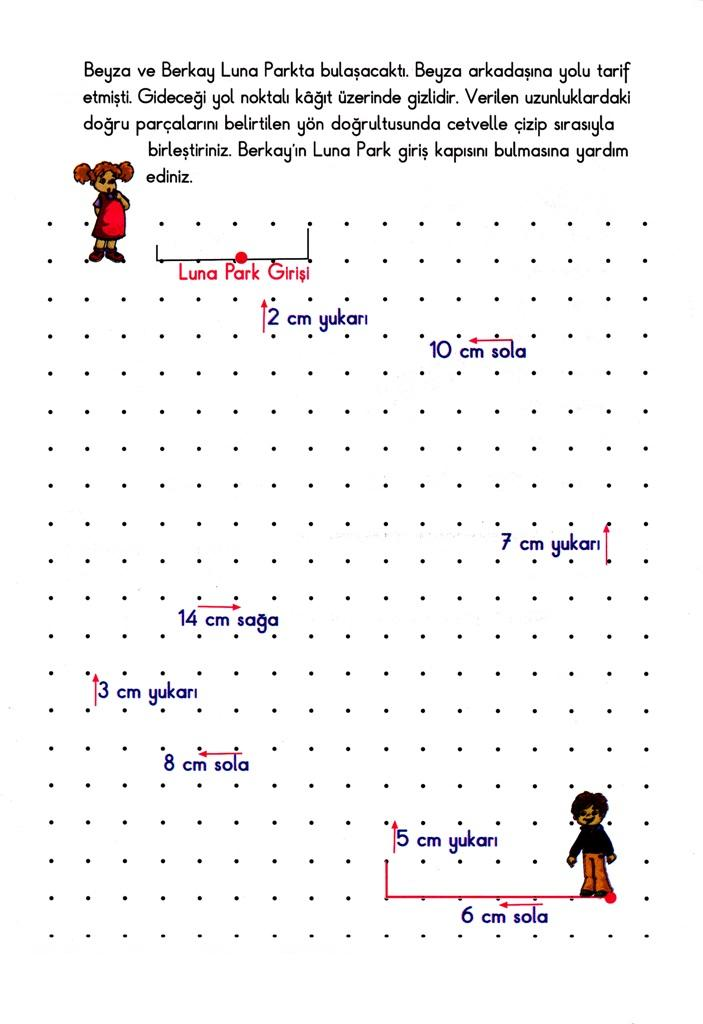 Beyza ve Berkay Luna Parkta bulaşacaktı. Beyza arkadaşına yolu tarif
etmişti. Gideceği yol noktalı kâğıt üzerinde gizlidir. Verilen uzunluklardaki
doğru parçalarını belirtilen yön doğrultusunda cetvelle çizip sırasıyla
birleştiriniz. Berkay'ın Luna Park giriş kapısını bulmasına yardım
ediniz.
Luna Park Girişi
2 cm yukarı
10 cm sola
7 cm yukarı
14 cm sağa
3 cm yukarı
8 cm sola
5 cm yukarı
6 cm sola